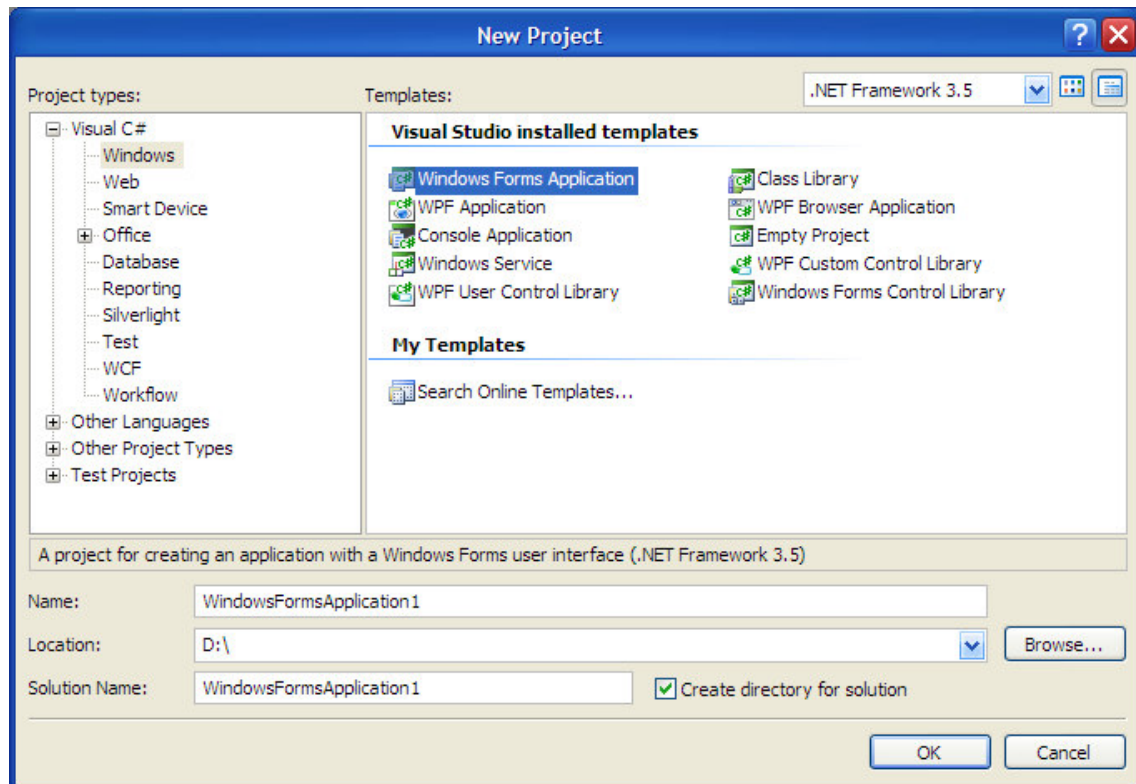 New Project
Project types:
Templates:
.NET Framework 3.5
Visual C#
Windows
Web
Smart Device
Office
Database
Reporting
Silverlight
Test
WCF
Workflow
Other Languages
Other Project Types
Test Projects
Visual Studio installed templates
Windows Forms Application
Class Library
WPF Application
WPF Browser Application
Console Application
Empty Project
Windows Service
WPF Custom Control Library
WPF User Control Library
Windows Forms Control Library
My Templates
Search Online Templates...
A project for creating an application with a Windows Forms user interface (.NET Framework 3.5)
Name:
WindowsFormsApplication1
Location:
D:\
Browse...
Solution Name:
WindowsFormsApplication1
Create directory for solution
OK
Cancel